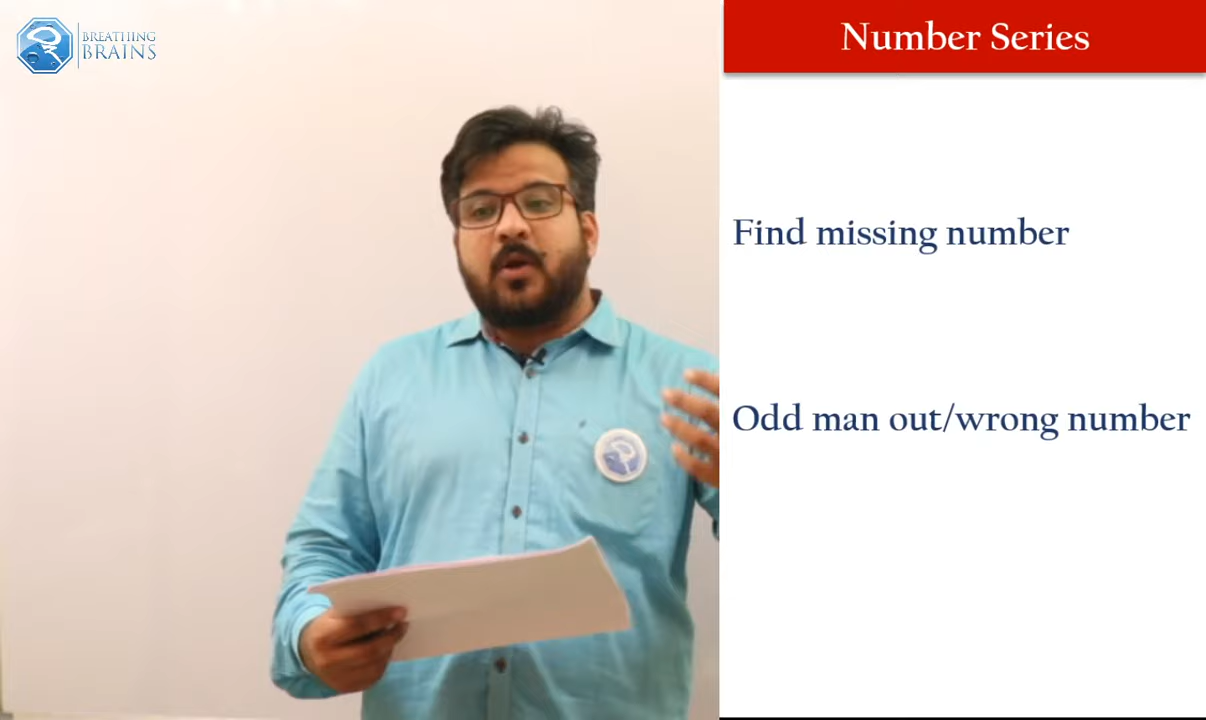 BREATHING
BRAINS
Number Series
Find missing number
Odd man out/wrong number